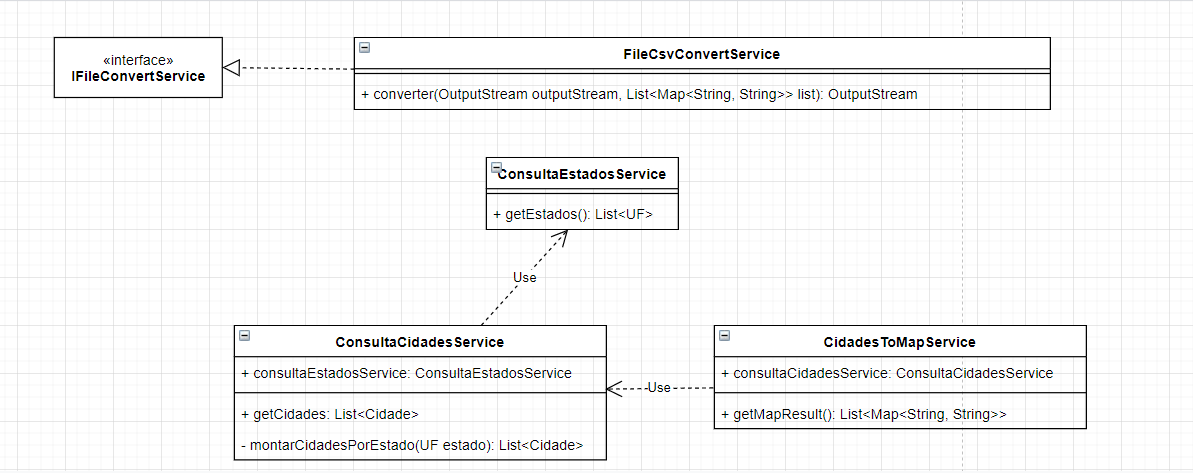 «interface»
IFileConvertService
FileCsvConvertService
+ converter(OutputStream outputStream, List<Map<String, String>> list): OutputStream
ConsultaEstadosService
+ getEstados(): List<UF>
Use
ConsultaCidadesService
+ consultaEstadosService: ConsultaEstadosService
+ getCidades: List<Cidade>
- montarCidadesPorEstado(UF estado): List<Cidade>
Use
CidadesToMapService
+ consultaCidadesService: ConsultaCidadesService
+ getMapResult(): List<Map<String, String>>